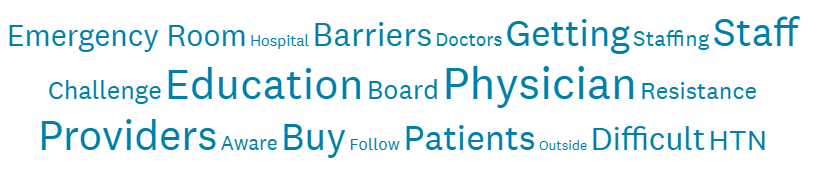 Emergency Room Hospital Barriers Doctors Getting Staffing Staff
Challenge Education Board Physician Resistance
Providers Aware Buy Follow Patients Outside Difficult HTN